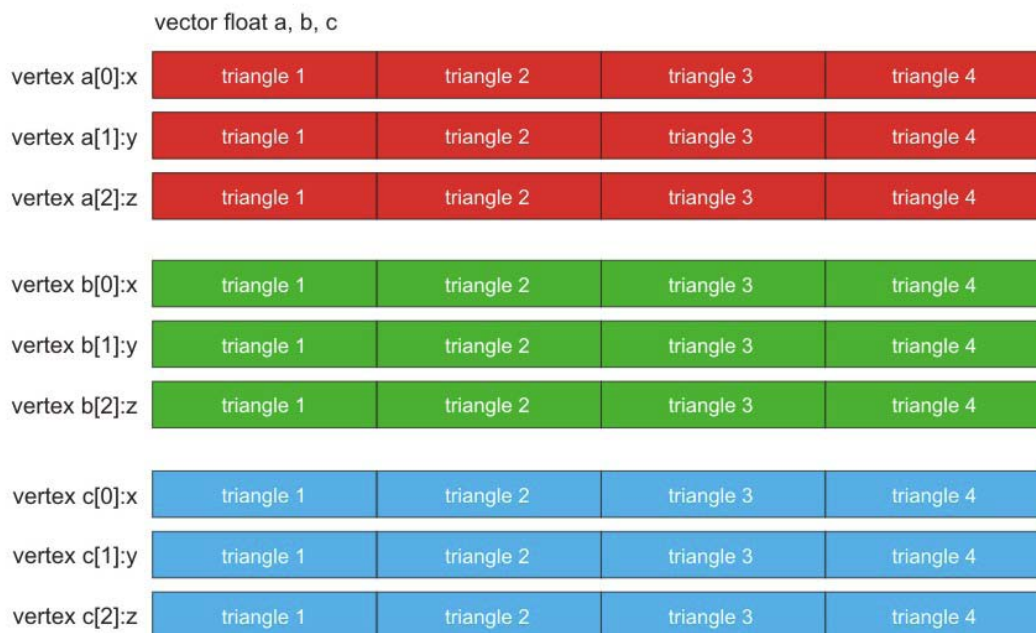 vector float a, b, c
vertex a[0]:x triangle 1 triangle 2 triangle 3 triangle 4
vertex a[1]:y triangle 1 triangle 2 triangle 3 triangle 4
vertex a[2]:z triangle 1 triangle 2 triangle 3 triangle 4
vertex b[0]:x triangle 1 triangle 2 triangle 3 triangle 4
vertex b[1]:y triangle 1 triangle 2 triangle 3 triangle 4
vertex b[2]:z triangle 1 triangle 2 triangle 3 triangle 4
vertex c[0]:x triangle 1 triangle 2 triangle 3 triangle 4
vertex c[1]:y triangle 1 triangle 2 triangle 3 triangle 4
vertex c[2]:z triangle 1 triangle 2 triangle 3 triangle 4